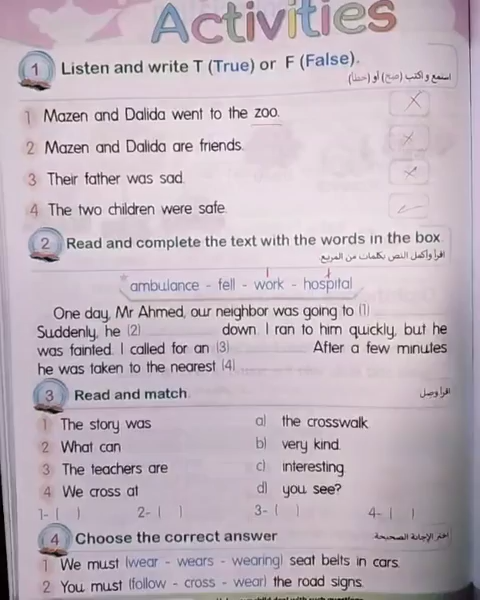 Activities
1 Listen and write T (True) or F (False).
استمع واكتب (صح) أو (خطأ)
1 Mazen and Dalida went to the zoo.
2 Mazen and Dalida are friends.
3 Their father was sad.
4 The two children were safe.
2 Read and complete the text with the words in the box.
اقرأ وأكمل النص بكلمات من المربع.
ambulance - fell - work - hospital
One day, Mr Ahmed, our neighbor was going to (1)
Suddenly, he (2) down. I ran to him quickly, but he
was fainted. I called for an (3) After a few minutes
he was taken to the nearest (4)
3 Read and match.
اقرأ وصل
1 The story was a) the crosswalk.
2 What can b) very kind.
3 The teachers are c) interesting.
4 We cross at d) you see?
1- ( ) 2- ( ) 3- ( ) 4- ( )
4 Choose the correct answer
اختر الإجابة الصحيحة.
1 We must (wear - wears - wearing) seat belts in cars.
2 You must (follow - cross - wear) the road signs.